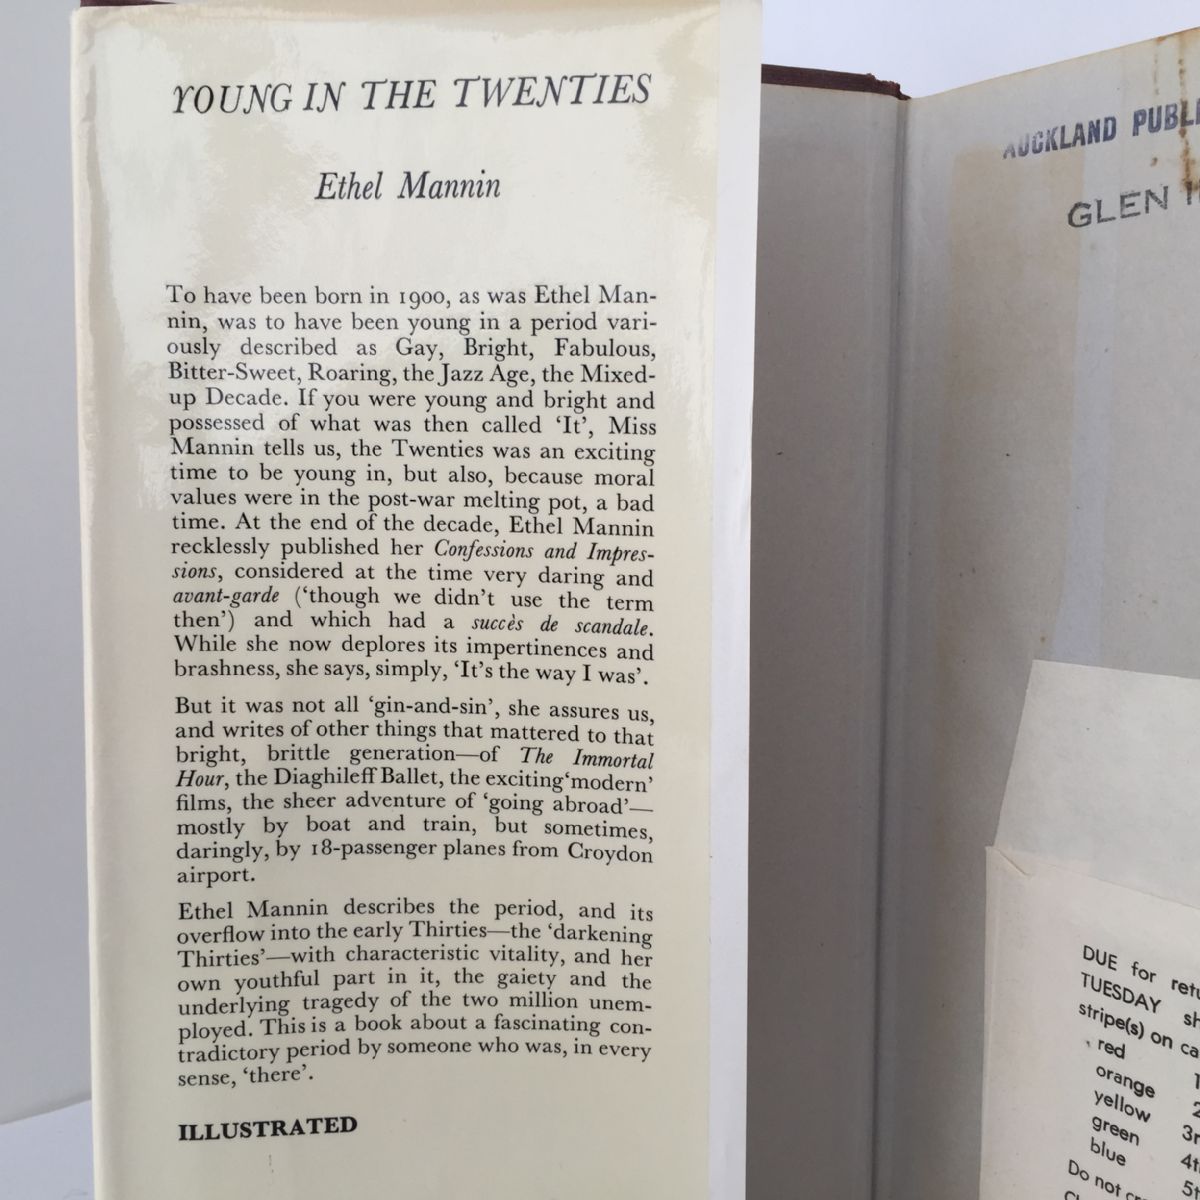 YOUNG IN THE TWENTIES
Ethel Mannin
To have been born in 1900, as was Ethel Man-
nin, was to have been young in a period vari-
ously described as Gay, Bright, Fabulous,
Bitter-Sweet, Roaring, the Jazz Age, the Mixed-
up Decade. If you were young and bright and
possessed of what was then called ‘It’, Miss
Mannin tells us, the Twenties was an exciting
time to be young in, but also, because moral
values were in the post-war melting pot, a bad
time. At the end of the decade, Ethel Mannin
recklessly published her Confessions and Impres-
sions, considered at the time very daring and
avant-garde (‘though we didn’t use the term
then’) and which had a succès de scandale.
While she now deplores its impertinences and
brashness, she says, simply, ‘It’s the way I was’.
But it was not all ‘gin-and-sin’, she assures us,
and writes of other things that mattered to that
bright, brittle generation—of The Immortal
Hour, the Diaghileff Ballet, the exciting ‘modern’
films, the sheer adventure of ‘going abroad’—
mostly by boat and train, but sometimes,
daringly, by 18-passenger planes from Croydon
airport.
Ethel Mannin describes the period, and its
overflow into the early Thirties—the ‘darkening
Thirties’—with characteristic vitality, and her
own youthful part in it, the gaiety and the
underlying tragedy of the two million unem-
ployed. This is a book about a fascinating con-
tradictory period by someone who was, in every
sense, ‘there’.
ILLUSTRATED
AUCKLAND
GLEN
DUE for
TUESDAY
stripe(s) on
red
orange
yellow
green
blue
Do not